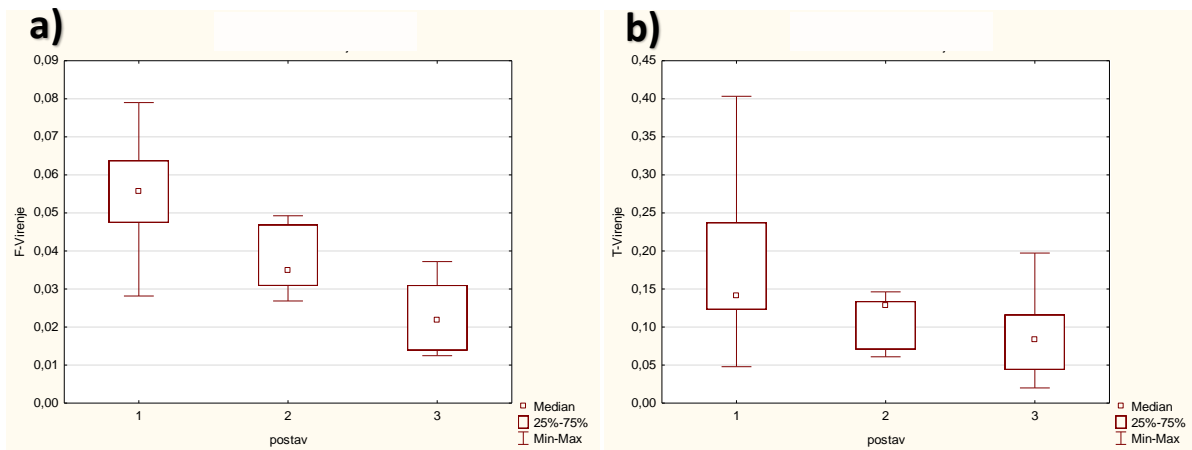 a)
F-Virenje
0,09
0,08
0,07
0,06
0,05
0,04
0,03
0,02
0,01
0,00
1 2 3
postav
Median
25%-75%
Min-Max
b)
T-Virenje
0,45
0,40
0,35
0,30
0,25
0,20
0,15
0,10
0,05
0,00
1 2 3
postav
Median
25%-75%
Min-Max